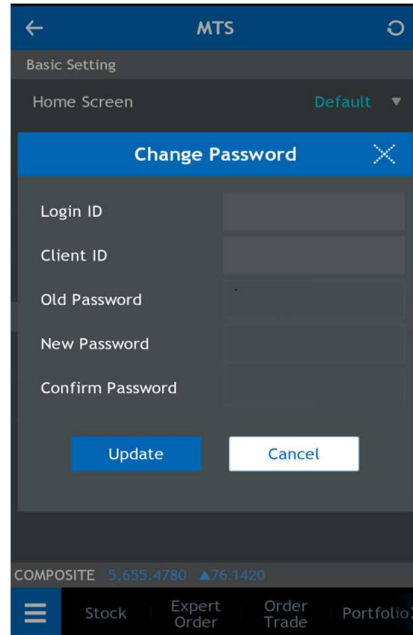 MTS
Basic Setting
Home Screen Default ▼
Change Password
Login ID
Client ID
Old Password
New Password
Confirm Password
Update Cancel
COMPOSITE 5,655.4780 ▲76.1420
Stock Expert Order Order Trade Portfolio